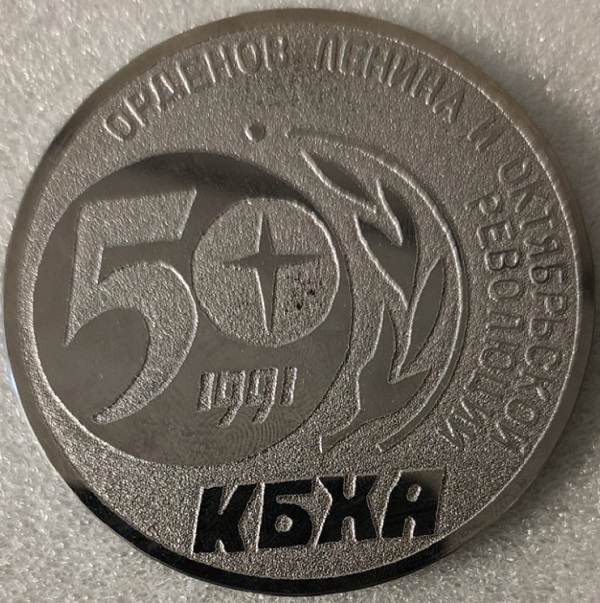 ОРДЕНОВ ЛЕНИНА И ОКТЯБРЬСКОЙ
РЕВОЛЮЦИИ
50
1991
КБХА